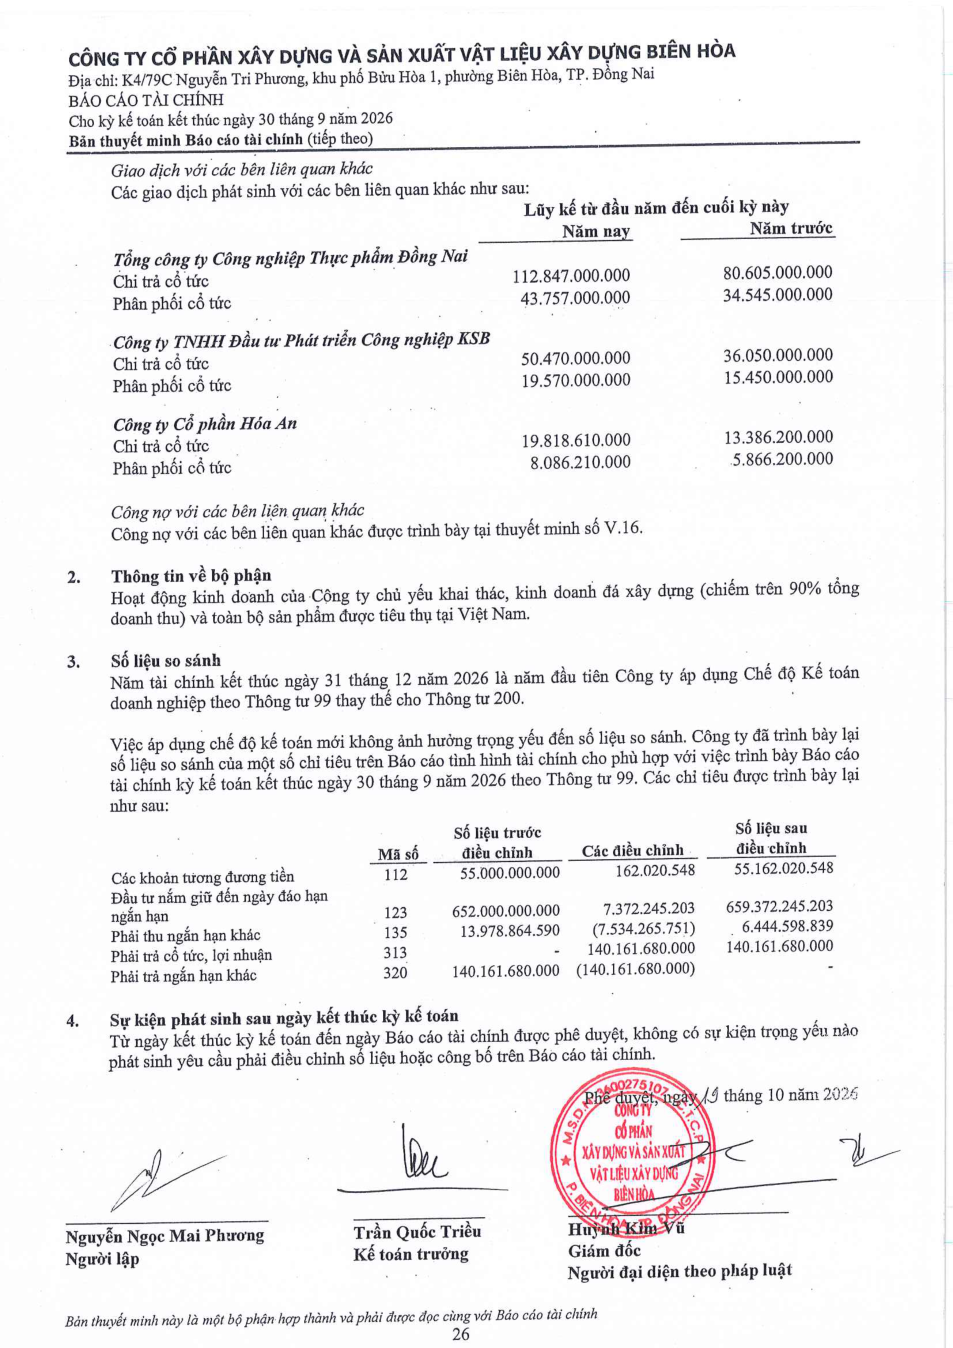 CÔNG TY CỔ PHẦN XÂY DỰNG VÀ SẢN XUẤT VẬT LIỆU XÂY DỰNG BIÊN HÒA
Địa chỉ: K4/79C Nguyễn Tri Phương, khu phố Bửu Hòa 1, phường Biên Hòa, TP. Đồng Nai
BÁO CÁO TÀI CHÍNH
Cho kỳ kế toán kết thúc ngày 30 tháng 9 năm 2026
Bản thuyết minh Báo cáo tài chính (tiếp theo)
Giao dịch với các bên liên quan khác
Các giao dịch phát sinh với các bên liên quan khác như sau:
Lũy kế từ đầu năm đến cuối kỳ này
Năm nay Năm trước
Tổng công ty Công nghiệp Thực phẩm Đồng Nai
Chi trả cổ tức 112.847.000.000 80.605.000.000
Phân phối cổ tức 43.757.000.000 34.545.000.000
Công ty TNHH Đầu tư Phát triển Công nghiệp KSB
Chi trả cổ tức 50.470.000.000 36.050.000.000
Phân phối cổ tức 19.570.000.000 15.450.000.000
Công ty Cổ phần Hóa An
Chi trả cổ tức 19.818.610.000 13.386.200.000
Phân phối cổ tức 8.086.210.000 5.866.200.000
Công nợ với các bên liên quan khác
Công nợ với các bên liên quan khác được trình bày tại thuyết minh số V.16.
2. Thông tin về bộ phận
Hoạt động kinh doanh của Công ty chủ yếu khai thác, kinh doanh đá xây dựng (chiếm trên 90% tổng
doanh thu) và toàn bộ sản phẩm được tiêu thụ tại Việt Nam.
3. Số liệu so sánh
Năm tài chính kết thúc ngày 31 tháng 12 năm 2026 là năm đầu tiên Công ty áp dụng Chế độ Kế toán
doanh nghiệp theo Thông tư 99 thay thế cho Thông tư 200.
Việc áp dụng chế độ kế toán mới không ảnh hưởng trọng yếu đến số liệu so sánh. Công ty đã trình bày lại
số liệu so sánh của một số chỉ tiêu trên Báo cáo tình hình tài chính cho phù hợp với việc trình bày Báo cáo
tài chính kỳ kế toán kết thúc ngày 30 tháng 9 năm 2026 theo Thông tư 99. Các chỉ tiêu được trình bày lại
như sau:
Số liệu trước Số liệu sau
Mã số điều chỉnh Các điều chỉnh điều chỉnh
Các khoản tương đương tiền 112 55.000.000.000 162.020.548 55.162.020.548
Đầu tư nắm giữ đến ngày đáo hạn
ngắn hạn 123 652.000.000.000 7.372.245.203 659.372.245.203
Phải thu ngắn hạn khác 135 13.978.864.590 (7.534.265.751) 6.444.598.839
Phải trả cổ tức, lợi nhuận 313 - 140.161.680.000 140.161.680.000
Phải trả ngắn hạn khác 320 140.161.680.000 (140.161.680.000) -
4. Sự kiện phát sinh sau ngày kết thúc kỳ kế toán
Từ ngày kết thúc kỳ kế toán đến ngày Báo cáo tài chính được phê duyệt, không có sự kiện trọng yếu nào
phát sinh yêu cầu phải điều chỉnh số liệu hoặc công bố trên Báo cáo tài chính.
Phê duyệt, ngày 19 tháng 10 năm 2026
M.S.D.N: 3600275107 - C.T.C.P
CÔNG TY
CỔ PHẦN
XÂY DỰNG VÀ SẢN XUẤT
VẬT LIỆU XÂY DỰNG
BIÊN HÒA
P. BIÊN HÒA - TP. ĐỒNG NAI
Nguyễn Ngọc Mai Phương Trần Quốc Triều Huỳnh Kim Vũ
Người lập Kế toán trưởng Giám đốc
Người đại diện theo pháp luật
Bản thuyết minh này là một bộ phận hợp thành và phải được đọc cùng với Báo cáo tài chính
26